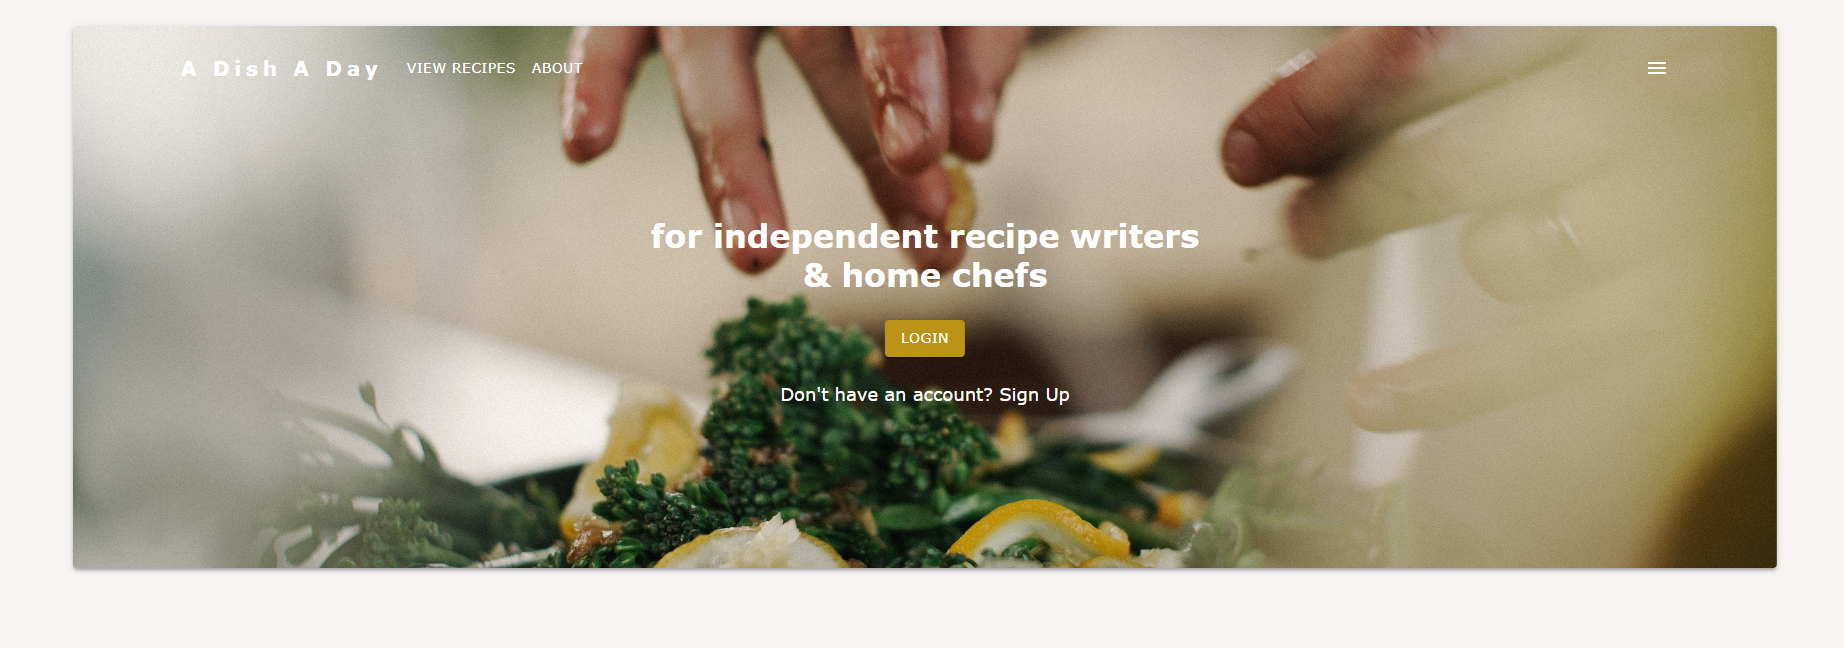 A Dish A Day VIEW RECIPES ABOUT
for independent recipe writers
& home chefs
LOGIN
Don't have an account? Sign Up